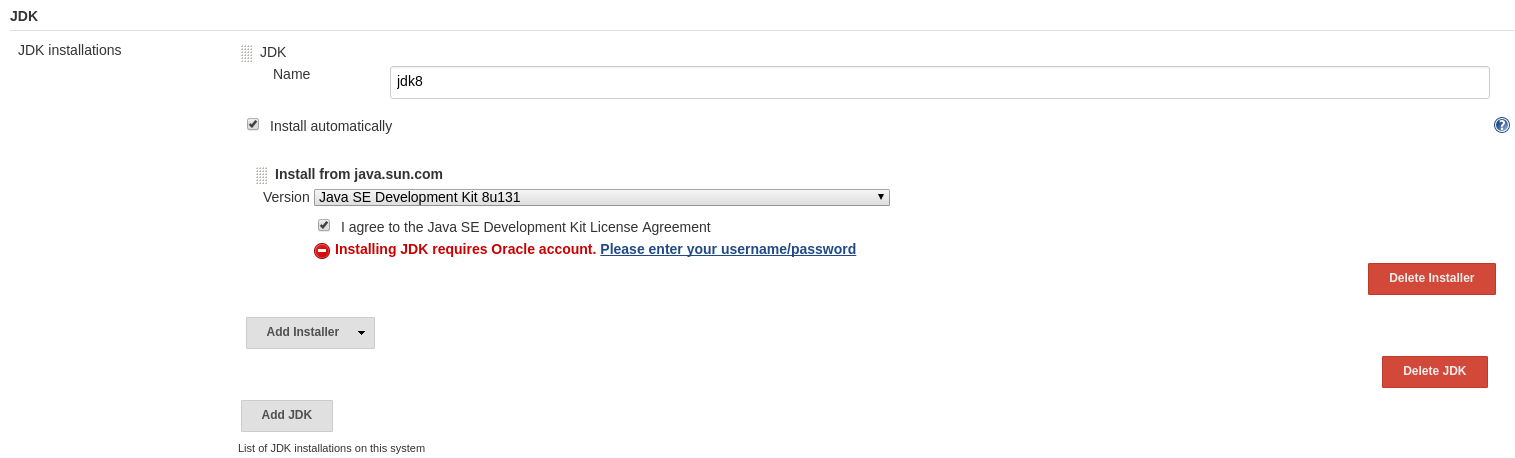 JDK
JDK installations
JDK
Name
jdk8
Install automatically
?
Install from java.sun.com
Version Java SE Development Kit 8u131
I agree to the Java SE Development Kit License Agreement
Installing JDK requires Oracle account. Please enter your username/password
Delete Installer
Add Installer
Delete JDK
Add JDK
List of JDK installations on this system